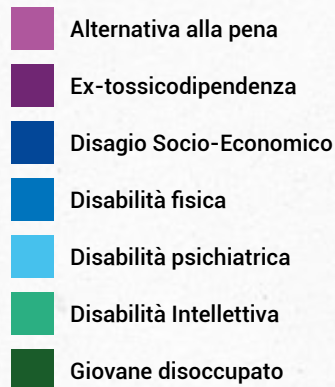 Alternativa alla pena
Ex-tossicodipendenza
Disagio Socio-Economico
Disabilità fisica
Disabilità psichiatrica
Disabilità Intellettiva
Giovane disoccupato